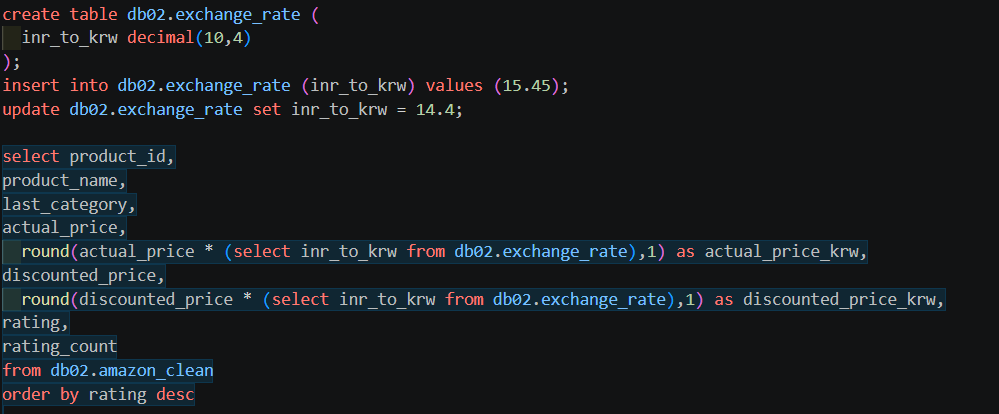 create table db02.exchange_rate (
  inr_to_krw decimal(10,4)
);
insert into db02.exchange_rate (inr_to_krw) values (15.45);
update db02.exchange_rate set inr_to_krw = 14.4;

select product_id,
product_name,
last_category,
actual_price,
  round(actual_price * (select inr_to_krw from db02.exchange_rate),1) as actual_price_krw,
discounted_price,
  round(discounted_price * (select inr_to_krw from db02.exchange_rate),1) as discounted_price_krw,
rating,
rating_count
from db02.amazon_clean
order by rating desc